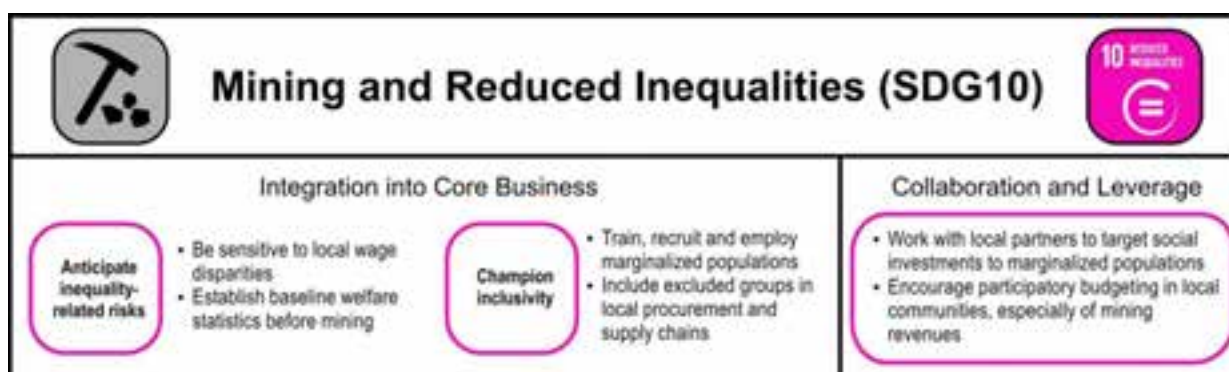 Mining and Reduced Inequalities (SDG10)
10 REDUCED
INEQUALITIES
Integration into Core Business
Anticipate
inequality-
related risks
▪ Be sensitive to local wage
disparities
▪ Establish baseline welfare
statistics before mining
Champion
inclusivity
▪ Train, recruit and employ
marginalized populations
▪ Include excluded groups in
local procurement and
supply chains
Collaboration and Leverage
▪ Work with local partners to target social
investments to marginalized populations
▪ Encourage participatory budgeting in local
communities, especially of mining
revenues